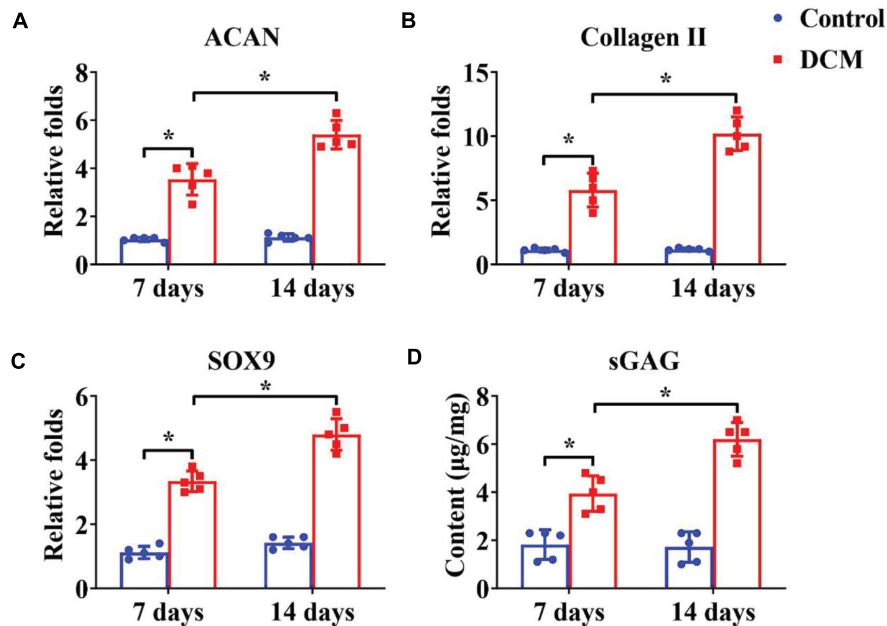 A
ACAN
Relative folds
8
6
4
2
0
*
*
7 days
14 days
B
Collagen II
Relative folds
15
10
5
0
*
*
7 days
14 days
Control
DCM
C
SOX9
Relative folds
6
4
2
0
*
*
7 days
14 days
D
sGAG
Content (μg/mg)
8
6
4
2
0
*
*
7 days
14 days